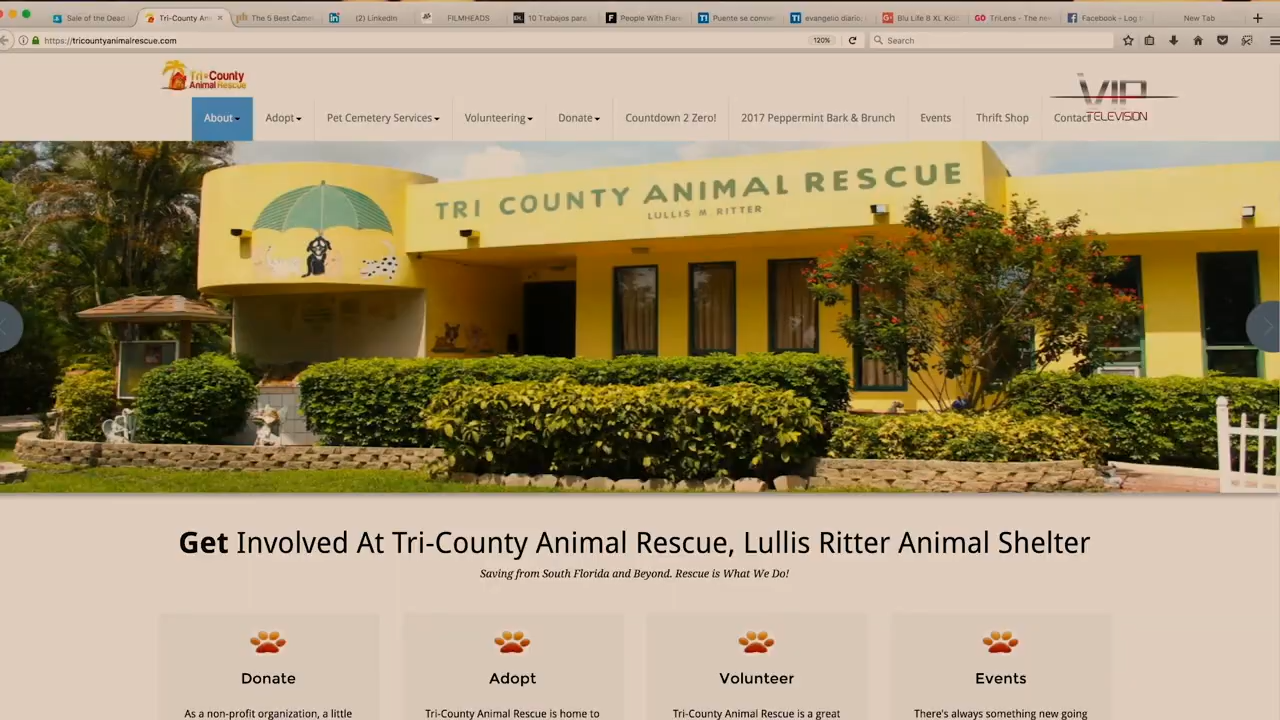 Sale of the Dead
Tri-County An
The 5 Best Came
(2) LinkedIn
FILMHEADS
10 Trabajos para
People With Flare
Puente se conve
evangelio diario:
Blu Life 8 XL
TriLens - The ne
Facebook - Log
New Tab
https://tricountyanimalrescue.com
120%
Search
Tri-County
Animal Rescue
VIP
TELEVISION
About
Adopt
Pet Cemetery Services
Volunteering
Donate
Countdown 2 Zero!
2017 Peppermint Bark & Brunch
Events
Thrift Shop
Contact
TRI COUNTY ANIMAL RESCUE
LULLIS M RITTER
Get Involved At Tri-County Animal Rescue, Lullis Ritter Animal Shelter
Saving from South Florida and Beyond. Rescue is What We Do!
Donate
Adopt
Volunteer
Events
As a non-profit organization, a little
Tri-County Animal Rescue is home to
Tri-County Animal Rescue is a great
There's always something new going